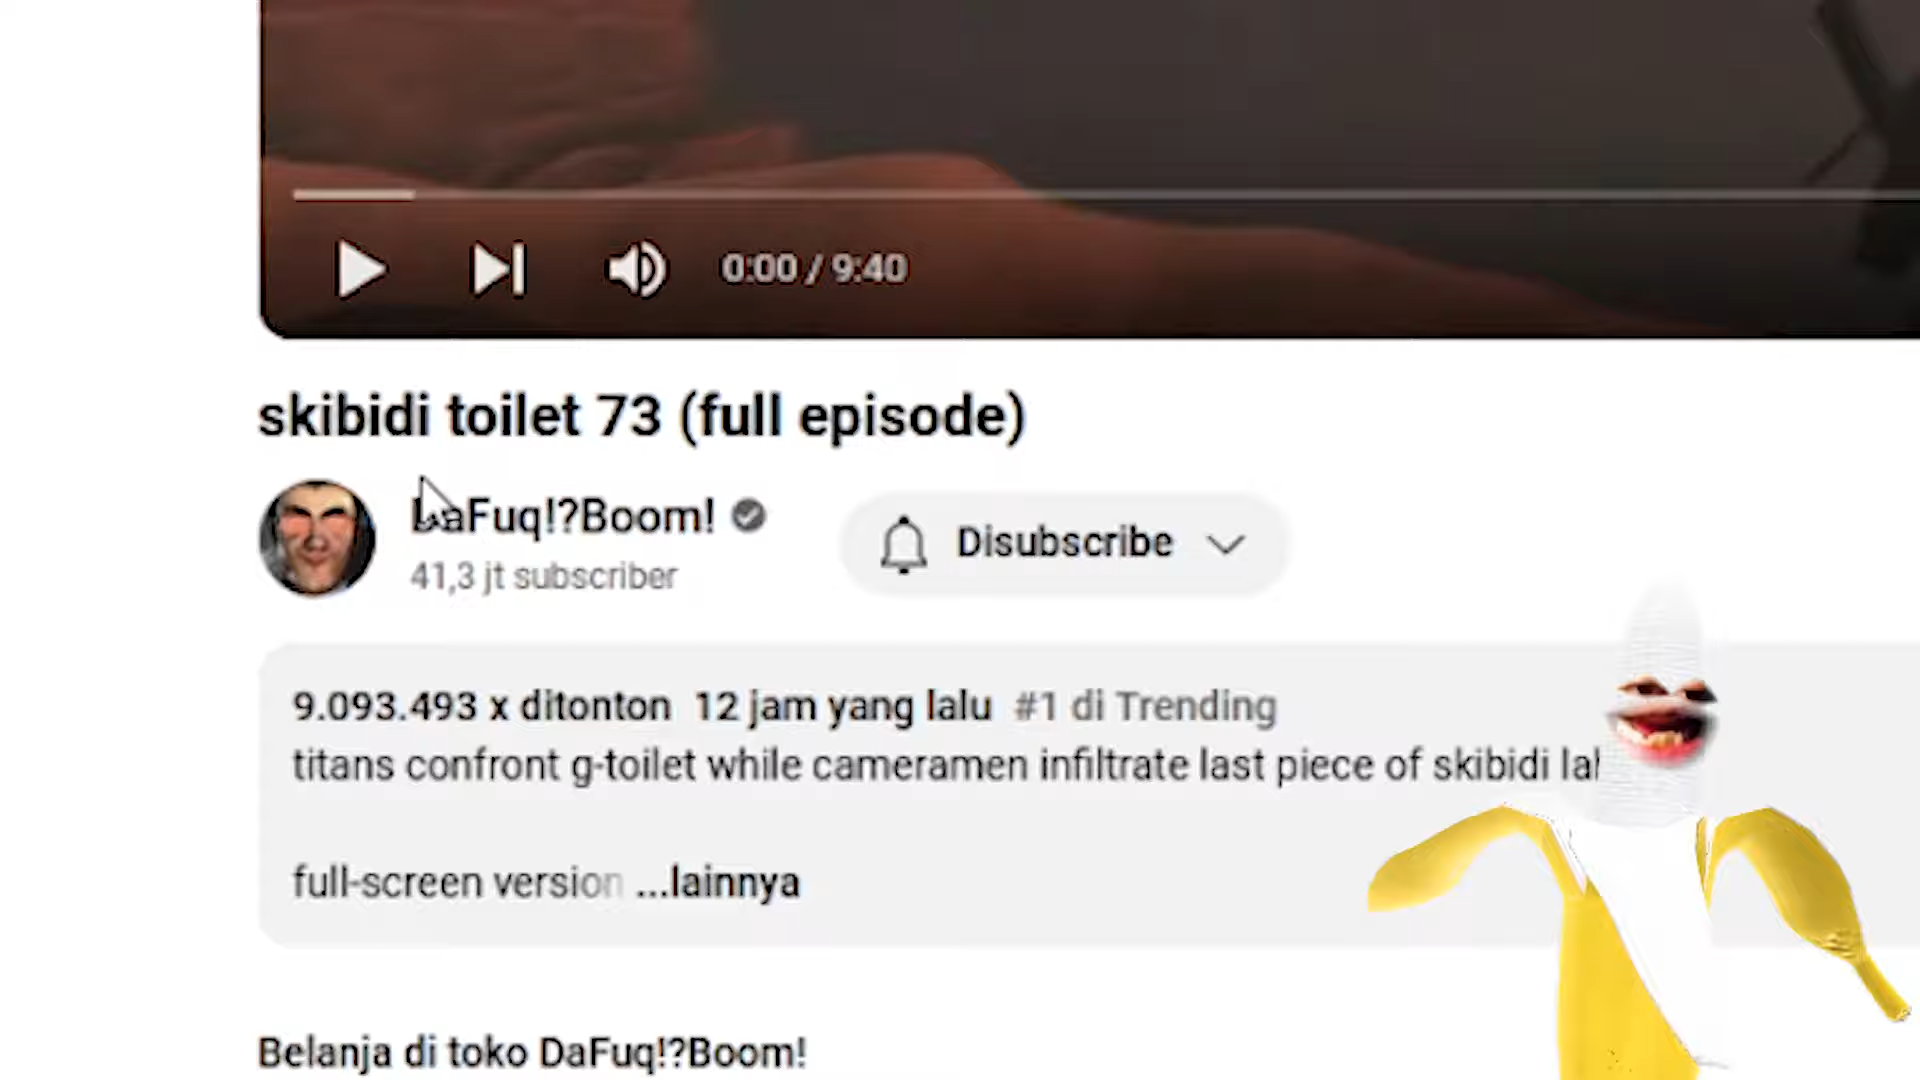 0:00 / 9:40
skibidi toilet 73 (full episode)
DaFuq!?Boom!
41,3 jt subscriber
Disubscribe
9.093.493 x ditonton 12 jam yang lalu #1 di Trending
titans confront g-toilet while cameramen infiltrate last piece of skibidi
full-screen version ...lainnya
Belanja di toko DaFuq!?Boom!